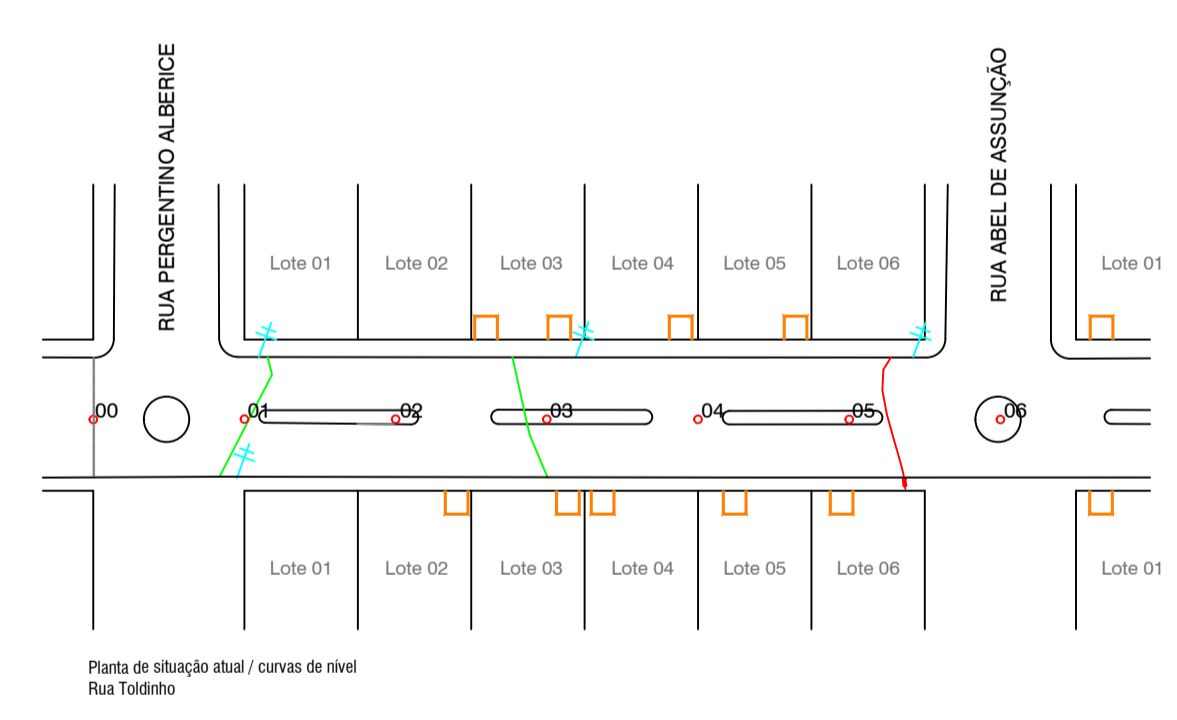 RUA PERGENTINO ALBERICE
RUA ABEL DE ASSUNÇÃO
Lote 01
Lote 02
Lote 03
Lote 04
Lote 05
Lote 06
Lote 01
00
01
02
03
04
05
06
Lote 01
Lote 02
Lote 03
Lote 04
Lote 05
Lote 06
Lote 01
Planta de situação atual / curvas de nível
Rua Toldinho